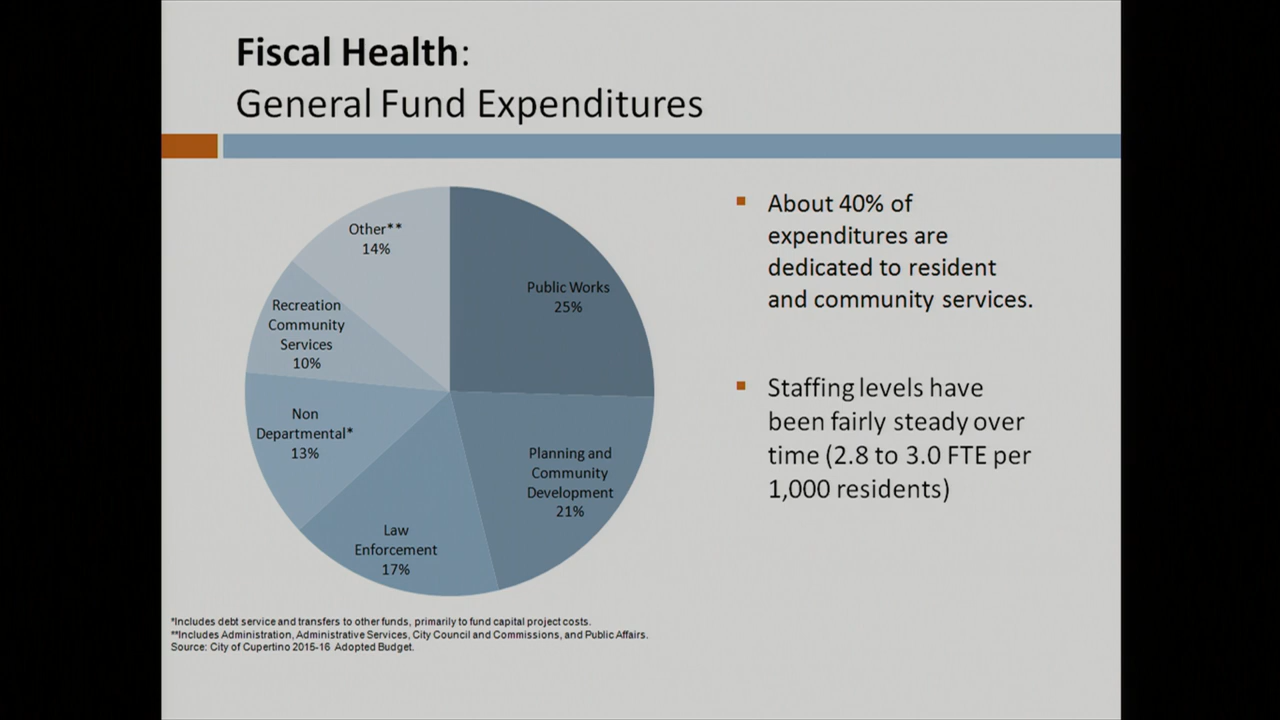 Fiscal Health:
General Fund Expenditures
Other**
14%
Public Works
25%
Recreation
Community
Services
10%
Non
Departmental*
13%
Planning and
Community
Development
21%
Law
Enforcement
17%
About 40% of
expenditures are
dedicated to resident
and community services.
Staffing levels have
been fairly steady over
time (2.8 to 3.0 FTE per
1,000 residents)
*Includes debt service and transfers to other funds, primarily to fund capital project costs.
**Includes Administration, Administrative Services, City Council and Commissions, and Public Affairs.
Source: City of Cupertino 2015-16 Adopted Budget.